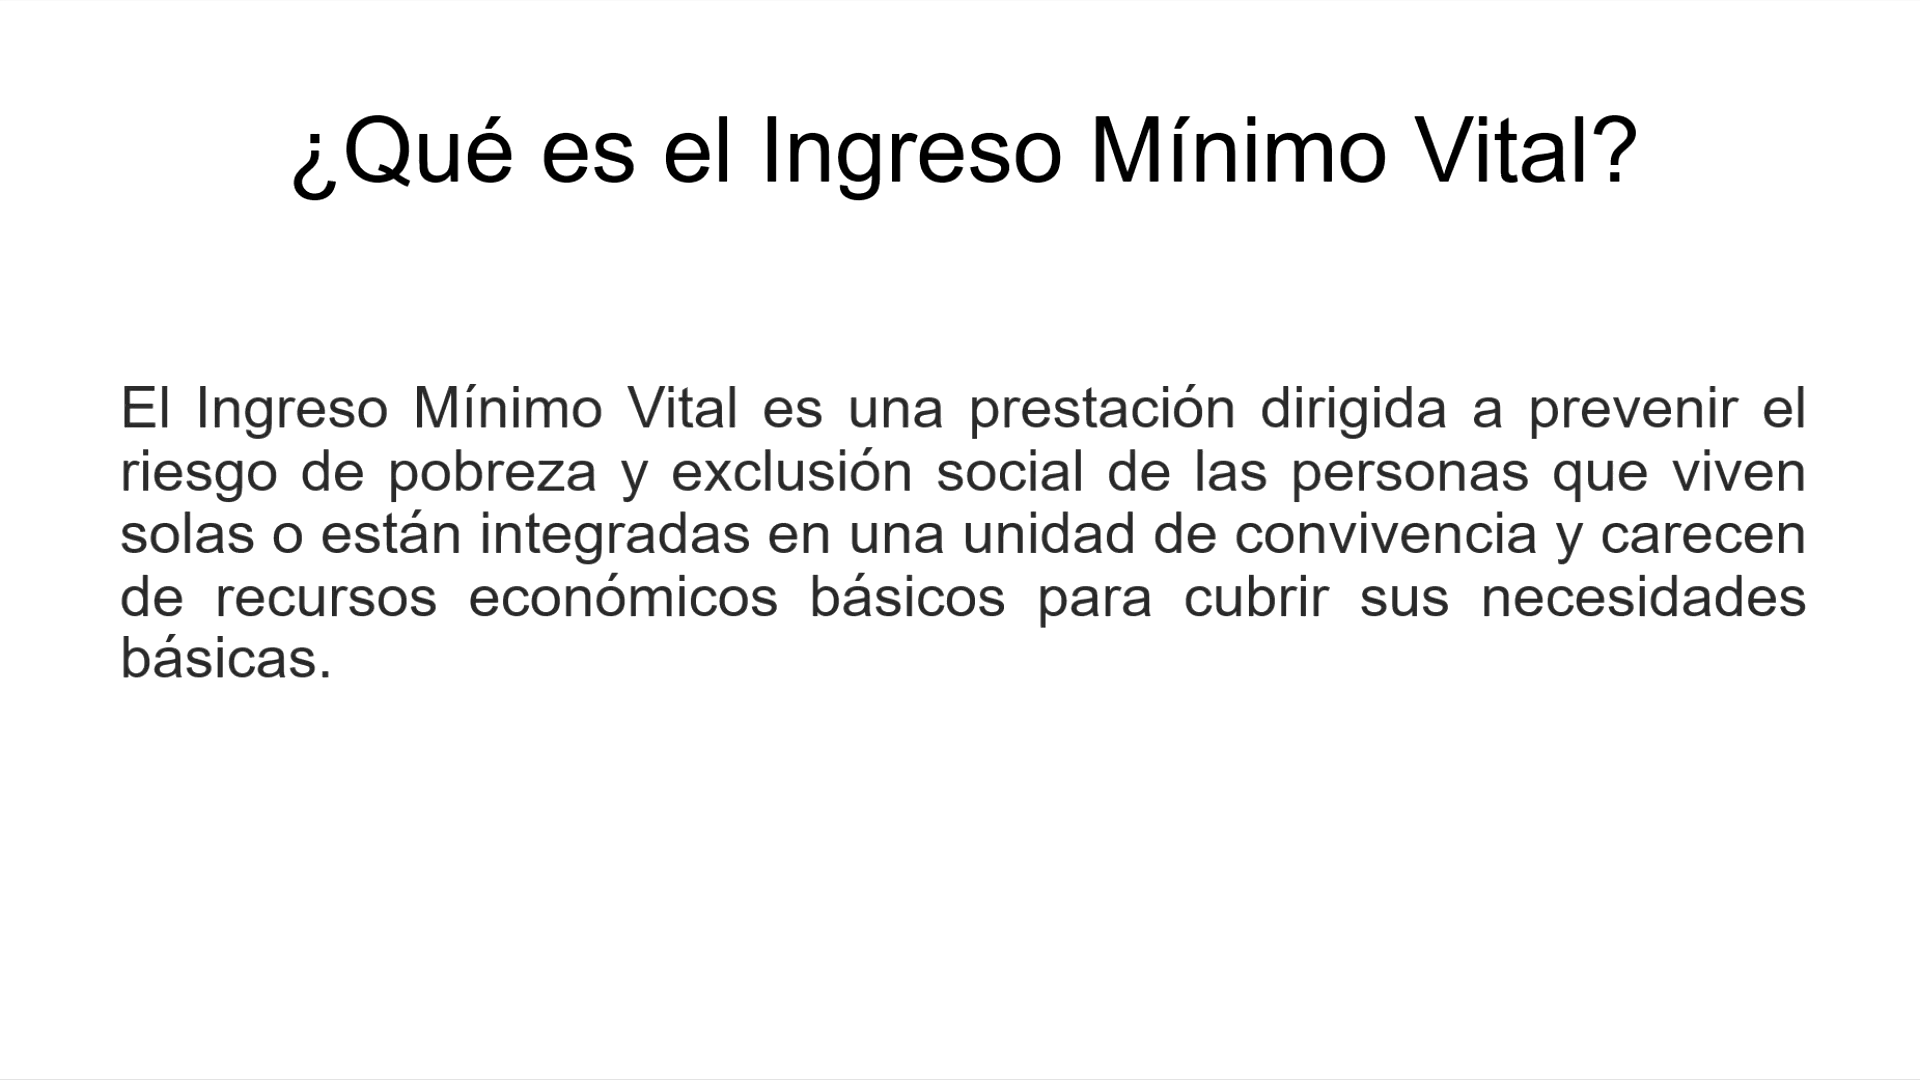 ¿Qué es el Ingreso Mínimo Vital?
El Ingreso Mínimo Vital es una prestación dirigida a prevenir el
riesgo de pobreza y exclusión social de las personas que viven
solas o están integradas en una unidad de convivencia y carecen
de recursos económicos básicos para cubrir sus necesidades
básicas.